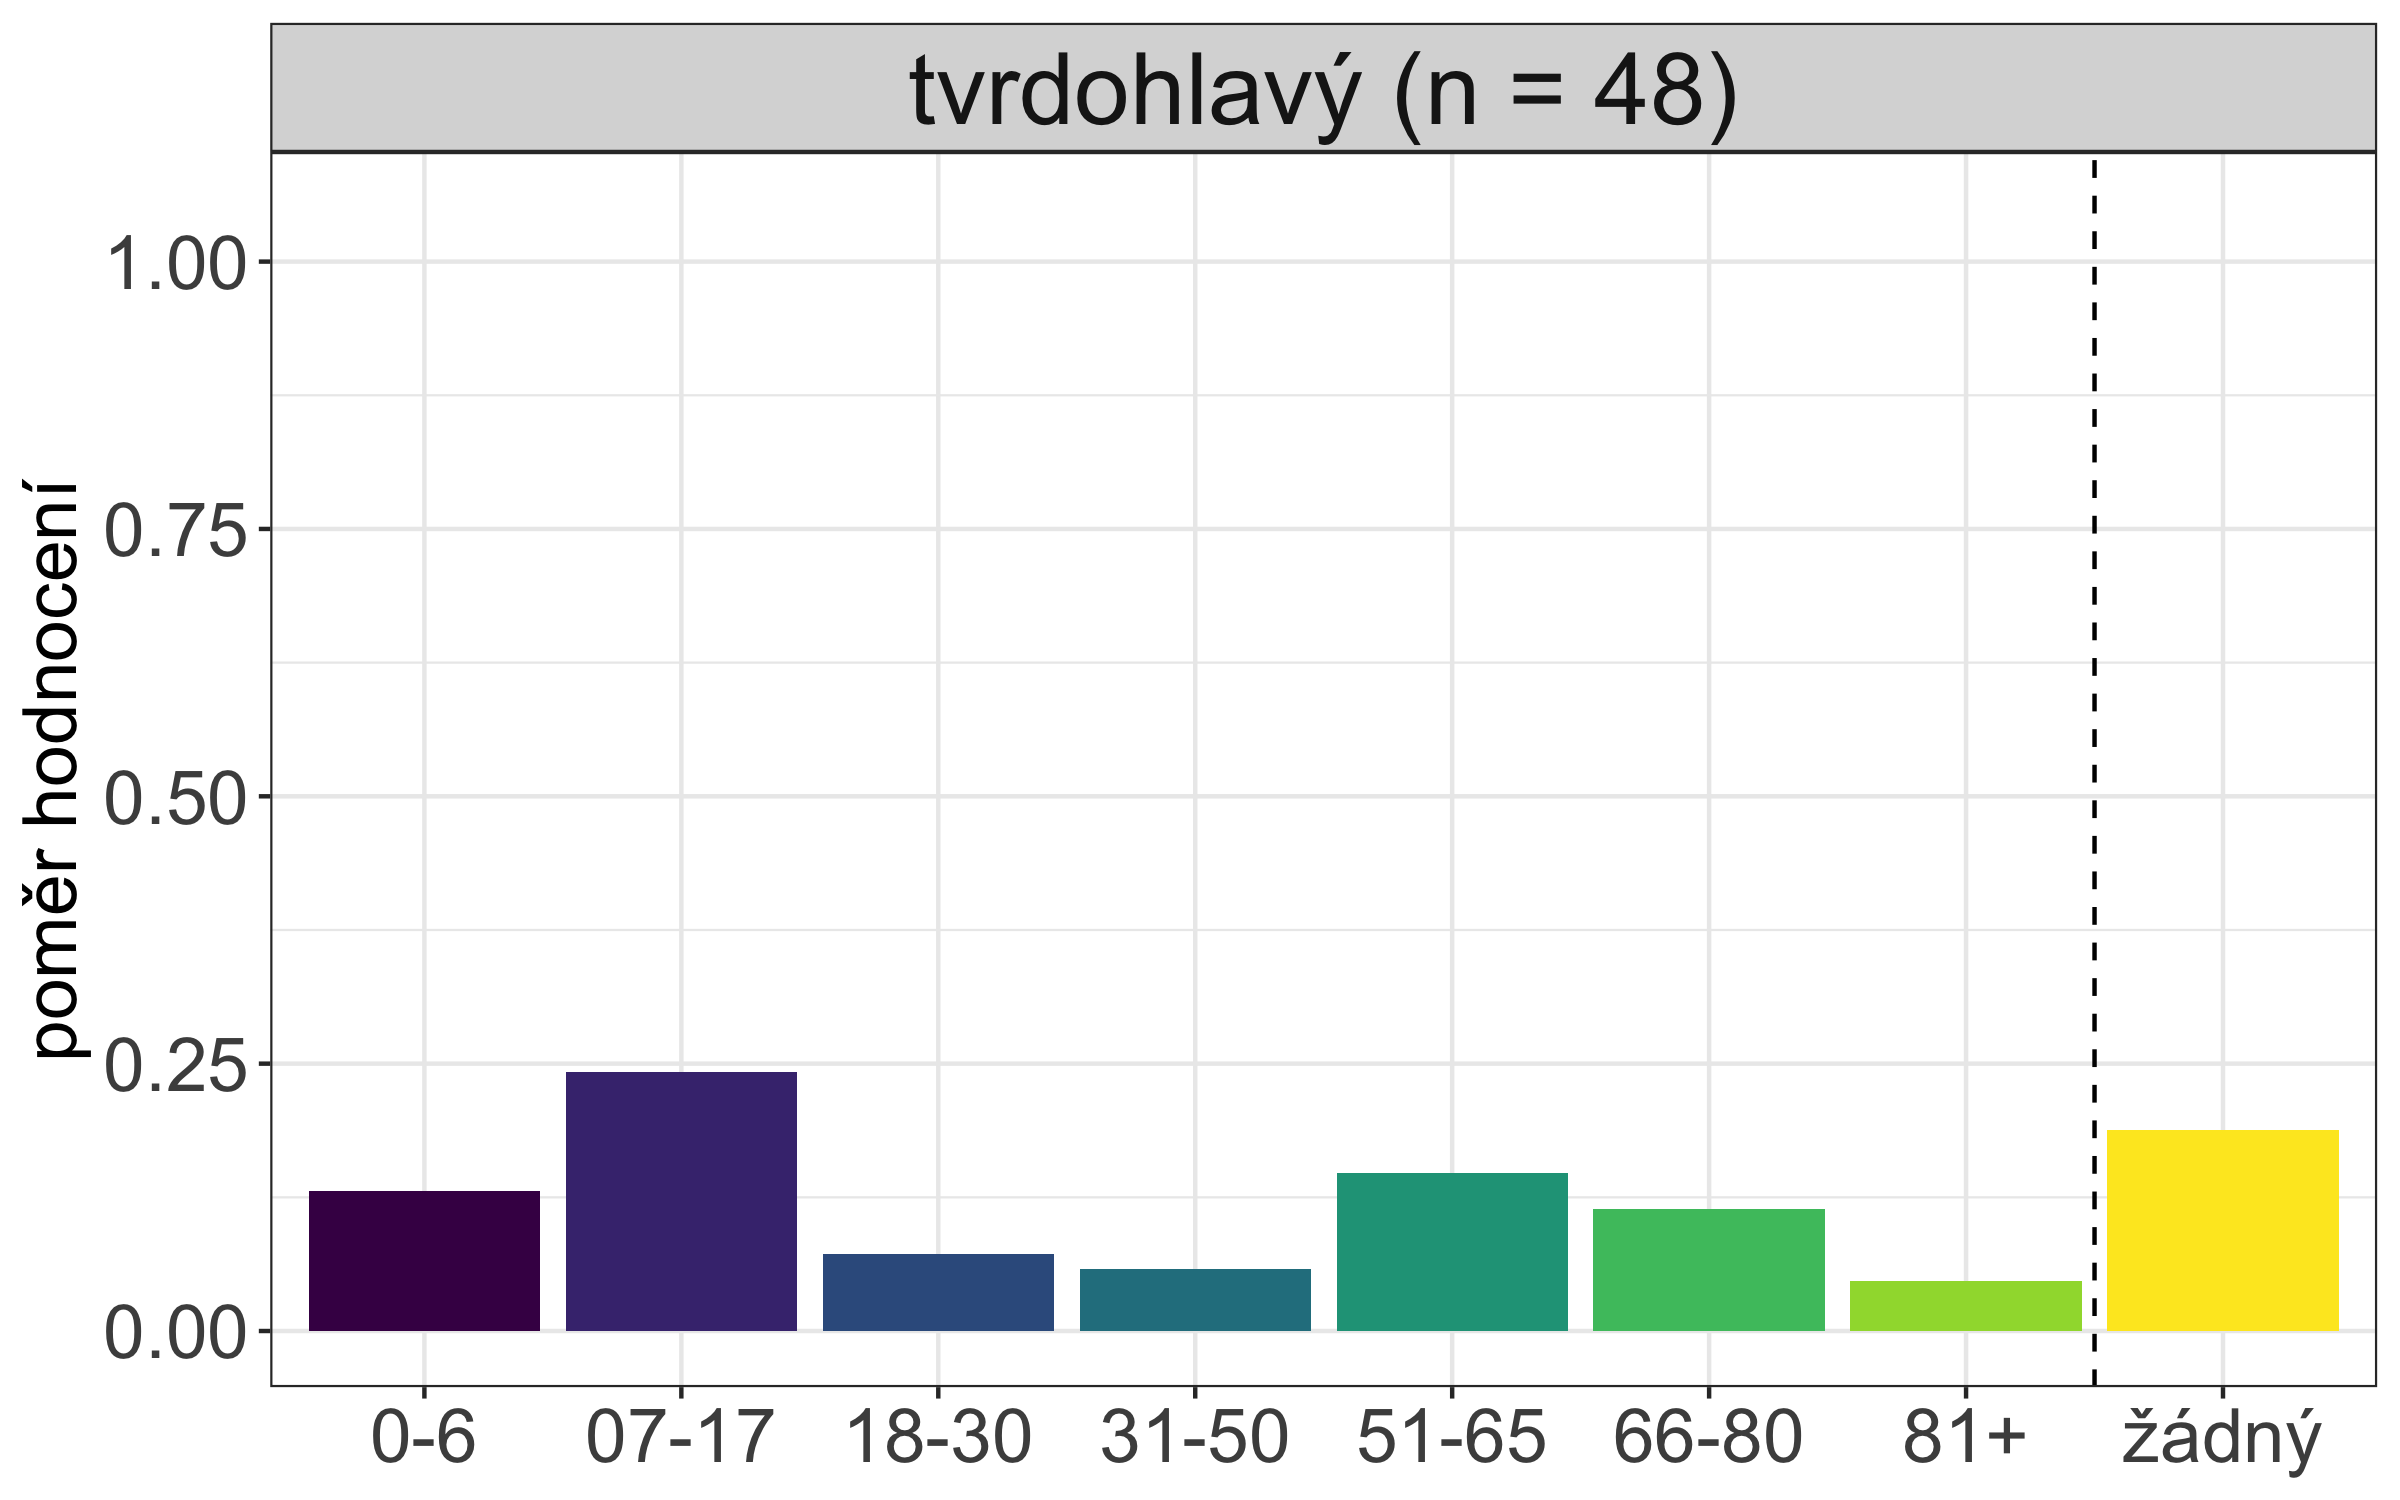 tvrdohlavý (n = 48)
poměr hodnocení
1.00
0.75
0.50
0.25
0.00
0-6 07-17 18-30 31-50 51-65 66-80 81+ žádný